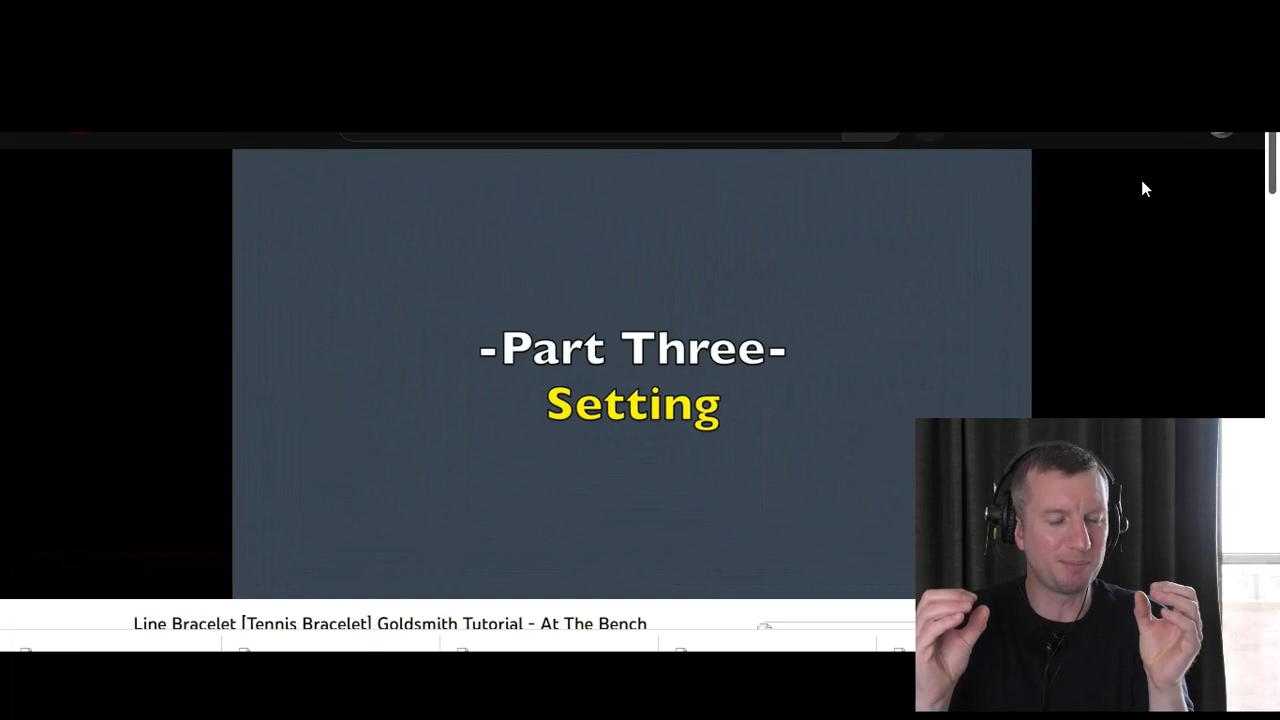 -Part Three-
Setting
Line Bracelet [Tennis Bracelet] Goldsmith Tutorial - At The Bench